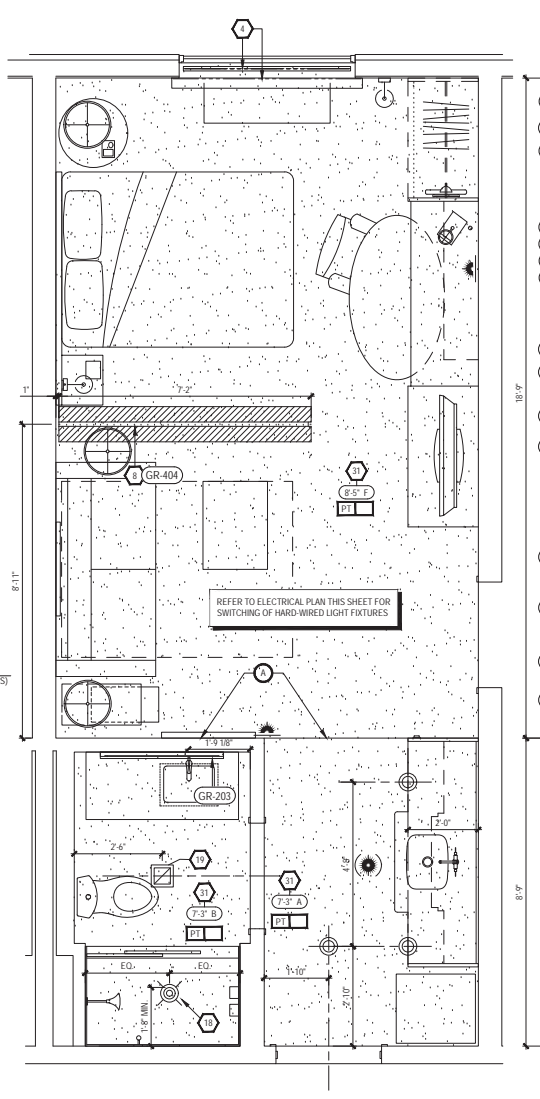 4
1"
7'-2"
18'-9"
8
GR-404
31
8'-5" F
PT
8'-11"
REFER TO ELECTRICAL PLAN THIS SHEET FOR
SWITCHING OF HARD-WIRED LIGHT FIXTURES
S)
A
1'-9 1/8"
GR-203
2'-0"
2'-6"
19
4'-8"
31
31
7'-3" B
7'-3" A
PT
PT
8'-9"
EQ.
EQ.
1'-10"
2'-10"
1'-8" MIN.
18